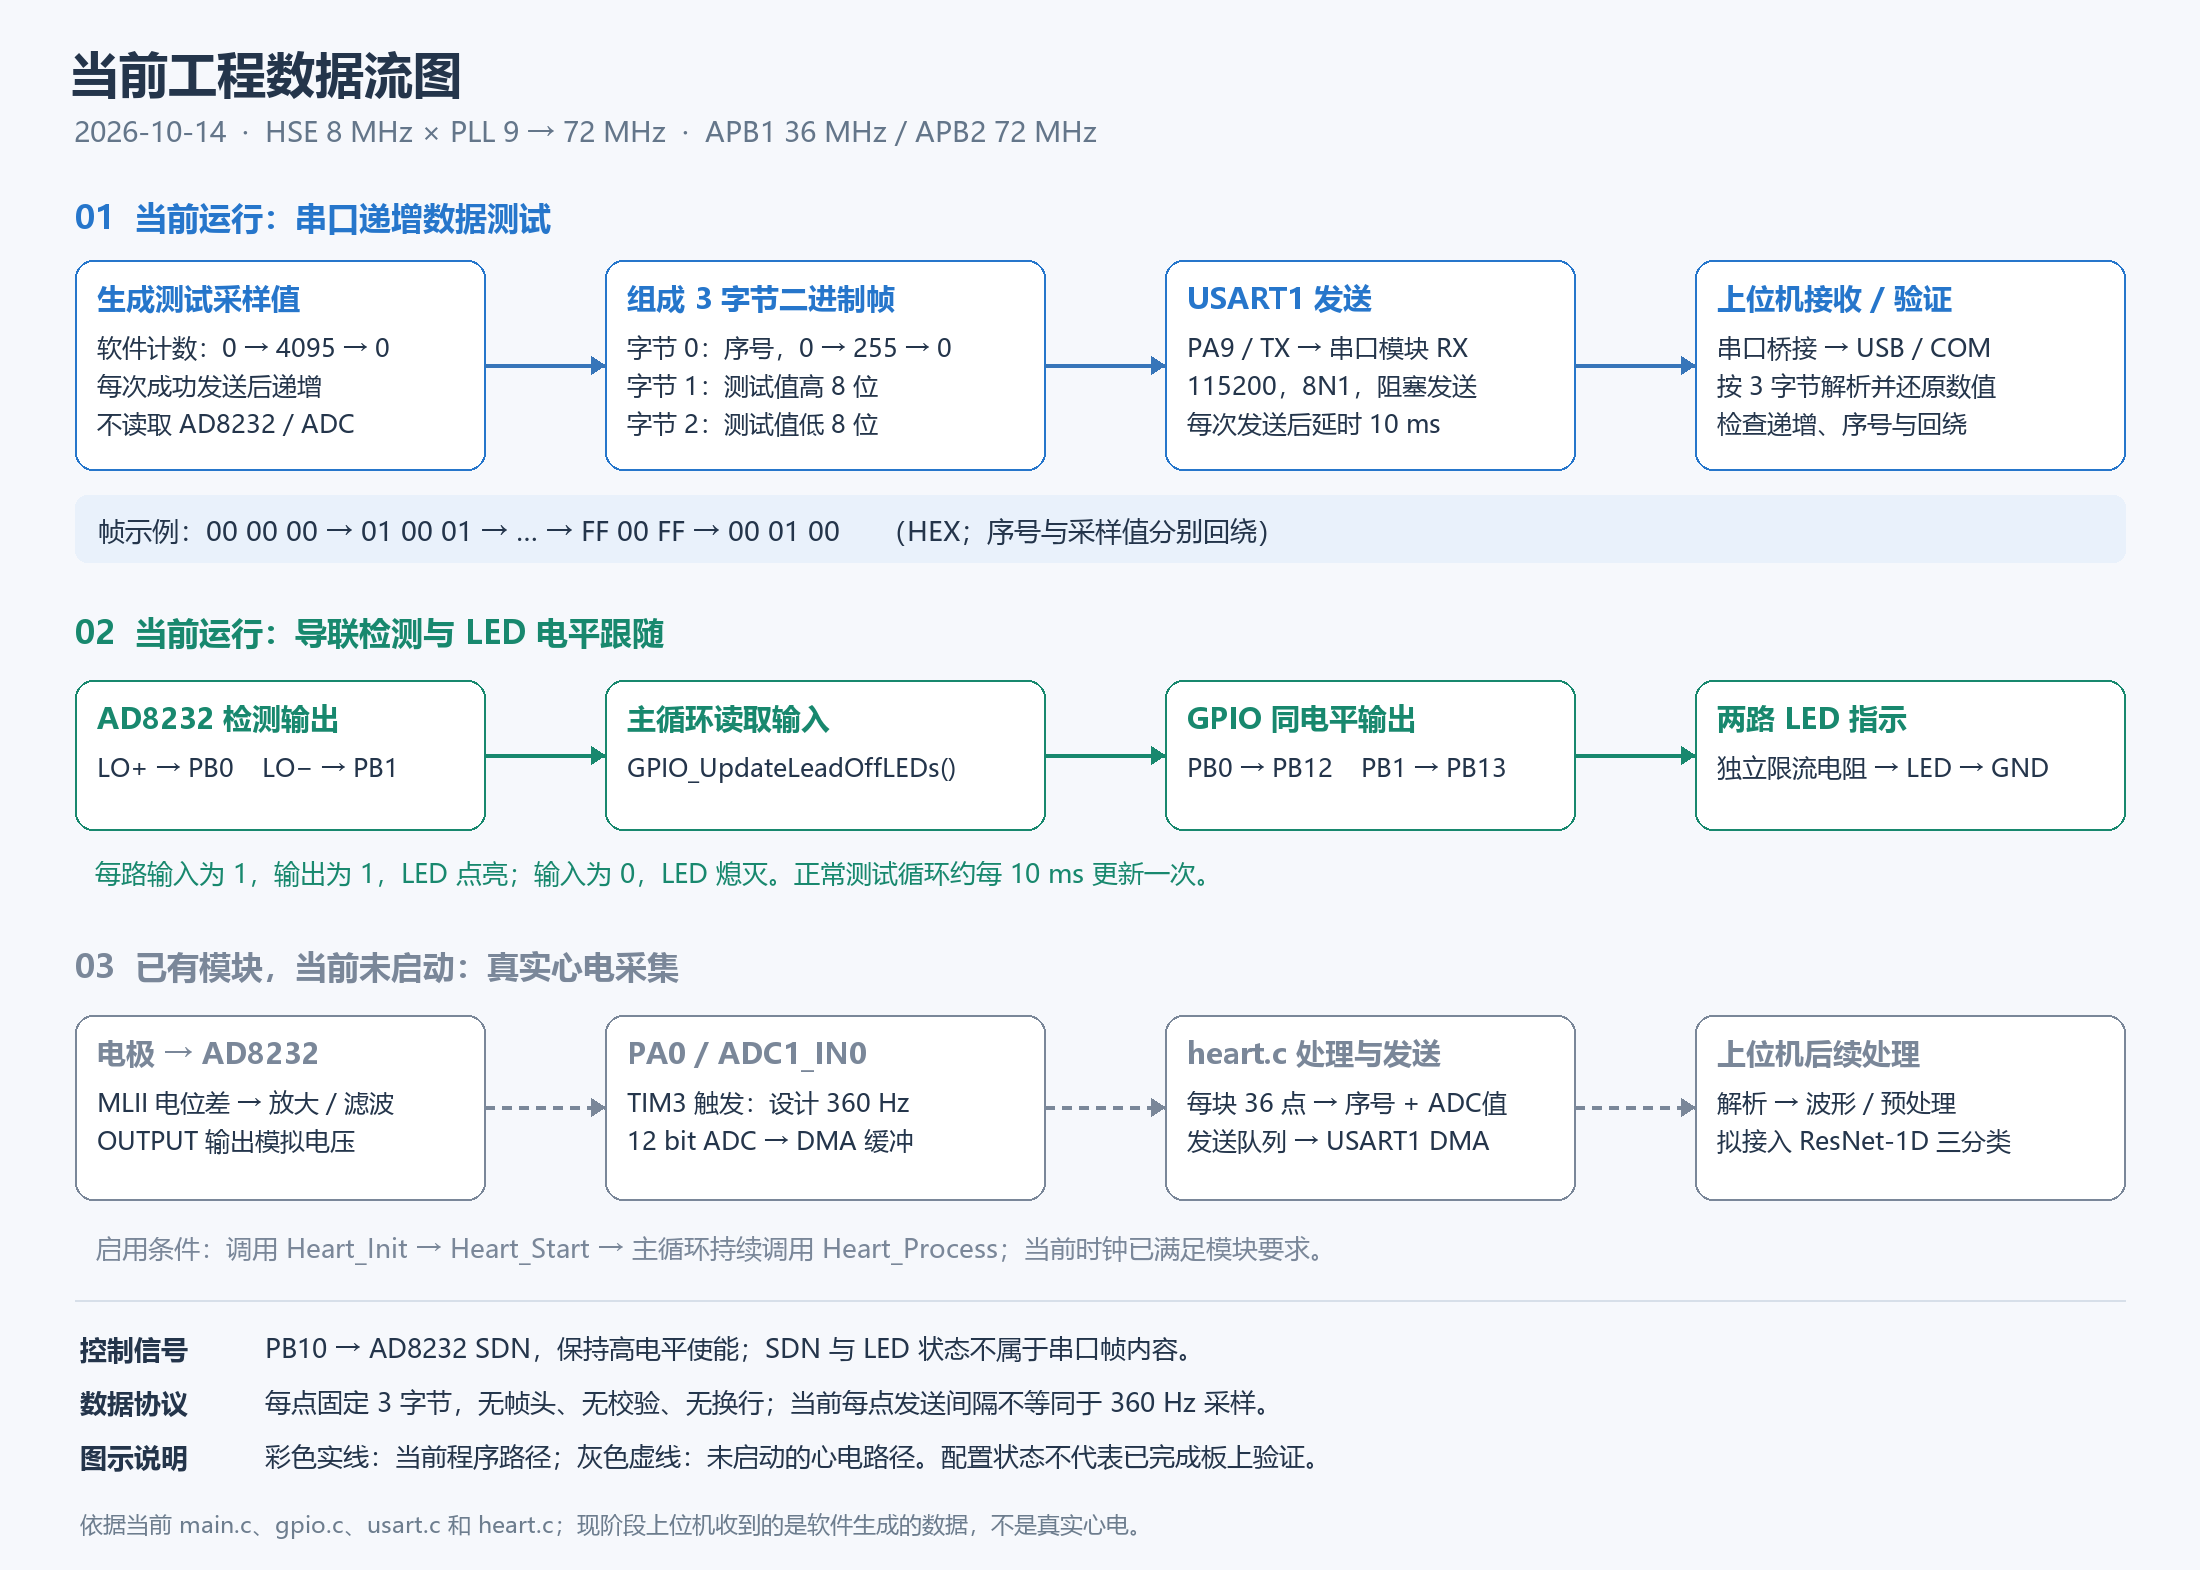 当前工程数据流图
2026-10-14 · HSE 8 MHz × PLL 9 → 72 MHz · APB1 36 MHz / APB2 72 MHz
01 当前运行：串口递增数据测试
生成测试采样值
软件计数：0 → 4095 → 0
每次成功发送后递增
不读取 AD8232 / ADC
组成 3 字节二进制帧
字节 0：序号，0 → 255 → 0
字节 1：测试值高 8 位
字节 2：测试值低 8 位
USART1 发送
PA9 / TX → 串口模块 RX
115200，8N1，阻塞发送
每次发送后延时 10 ms
上位机接收 / 验证
串口桥接 → USB / COM
按 3 字节解析并还原数值
检查递增、序号与回绕
帧示例：00 00 00 → 01 00 01 → ... → FF 00 FF → 00 01 00 （HEX；序号与采样值分别回绕）
02 当前运行：导联检测与 LED 电平跟随
AD8232 检测输出
LO+ → PB0 LO− → PB1
主循环读取输入
GPIO_UpdateLeadOffLEDs()
GPIO 同电平输出
PB0 → PB12 PB1 → PB13
两路 LED 指示
独立限流电阻 → LED → GND
每路输入为 1，输出为 1，LED 点亮；输入为 0，LED 熄灭。正常测试循环约每 10 ms 更新一次。
03 已有模块，当前未启动：真实心电采集
电极 → AD8232
MLII 电位差 → 放大 / 滤波
OUTPUT 输出模拟电压
PA0 / ADC1_IN0
TIM3 触发：设计 360 Hz
12 bit ADC → DMA 缓冲
heart.c 处理与发送
每块 36 点 → 序号 + ADC值
发送队列 → USART1 DMA
上位机后续处理
解析 → 波形 / 预处理
拟接入 ResNet-1D 三分类
启用条件：调用 Heart_Init → Heart_Start → 主循环持续调用 Heart_Process；当前时钟已满足模块要求。
控制信号 PB10 → AD8232 SDN，保持高电平使能；SDN 与 LED 状态不属于串口帧内容。
数据协议 每点固定 3 字节，无帧头、无校验、无换行；当前每点发送间隔不等同于 360 Hz 采样。
图示说明 彩色实线：当前程序路径；灰色虚线：未启动的心电路径。配置状态不代表已完成板上验证。
依据当前 main.c、gpio.c、usart.c 和 heart.c；现阶段上位机收到的是软件生成的数据，不是真实心电。